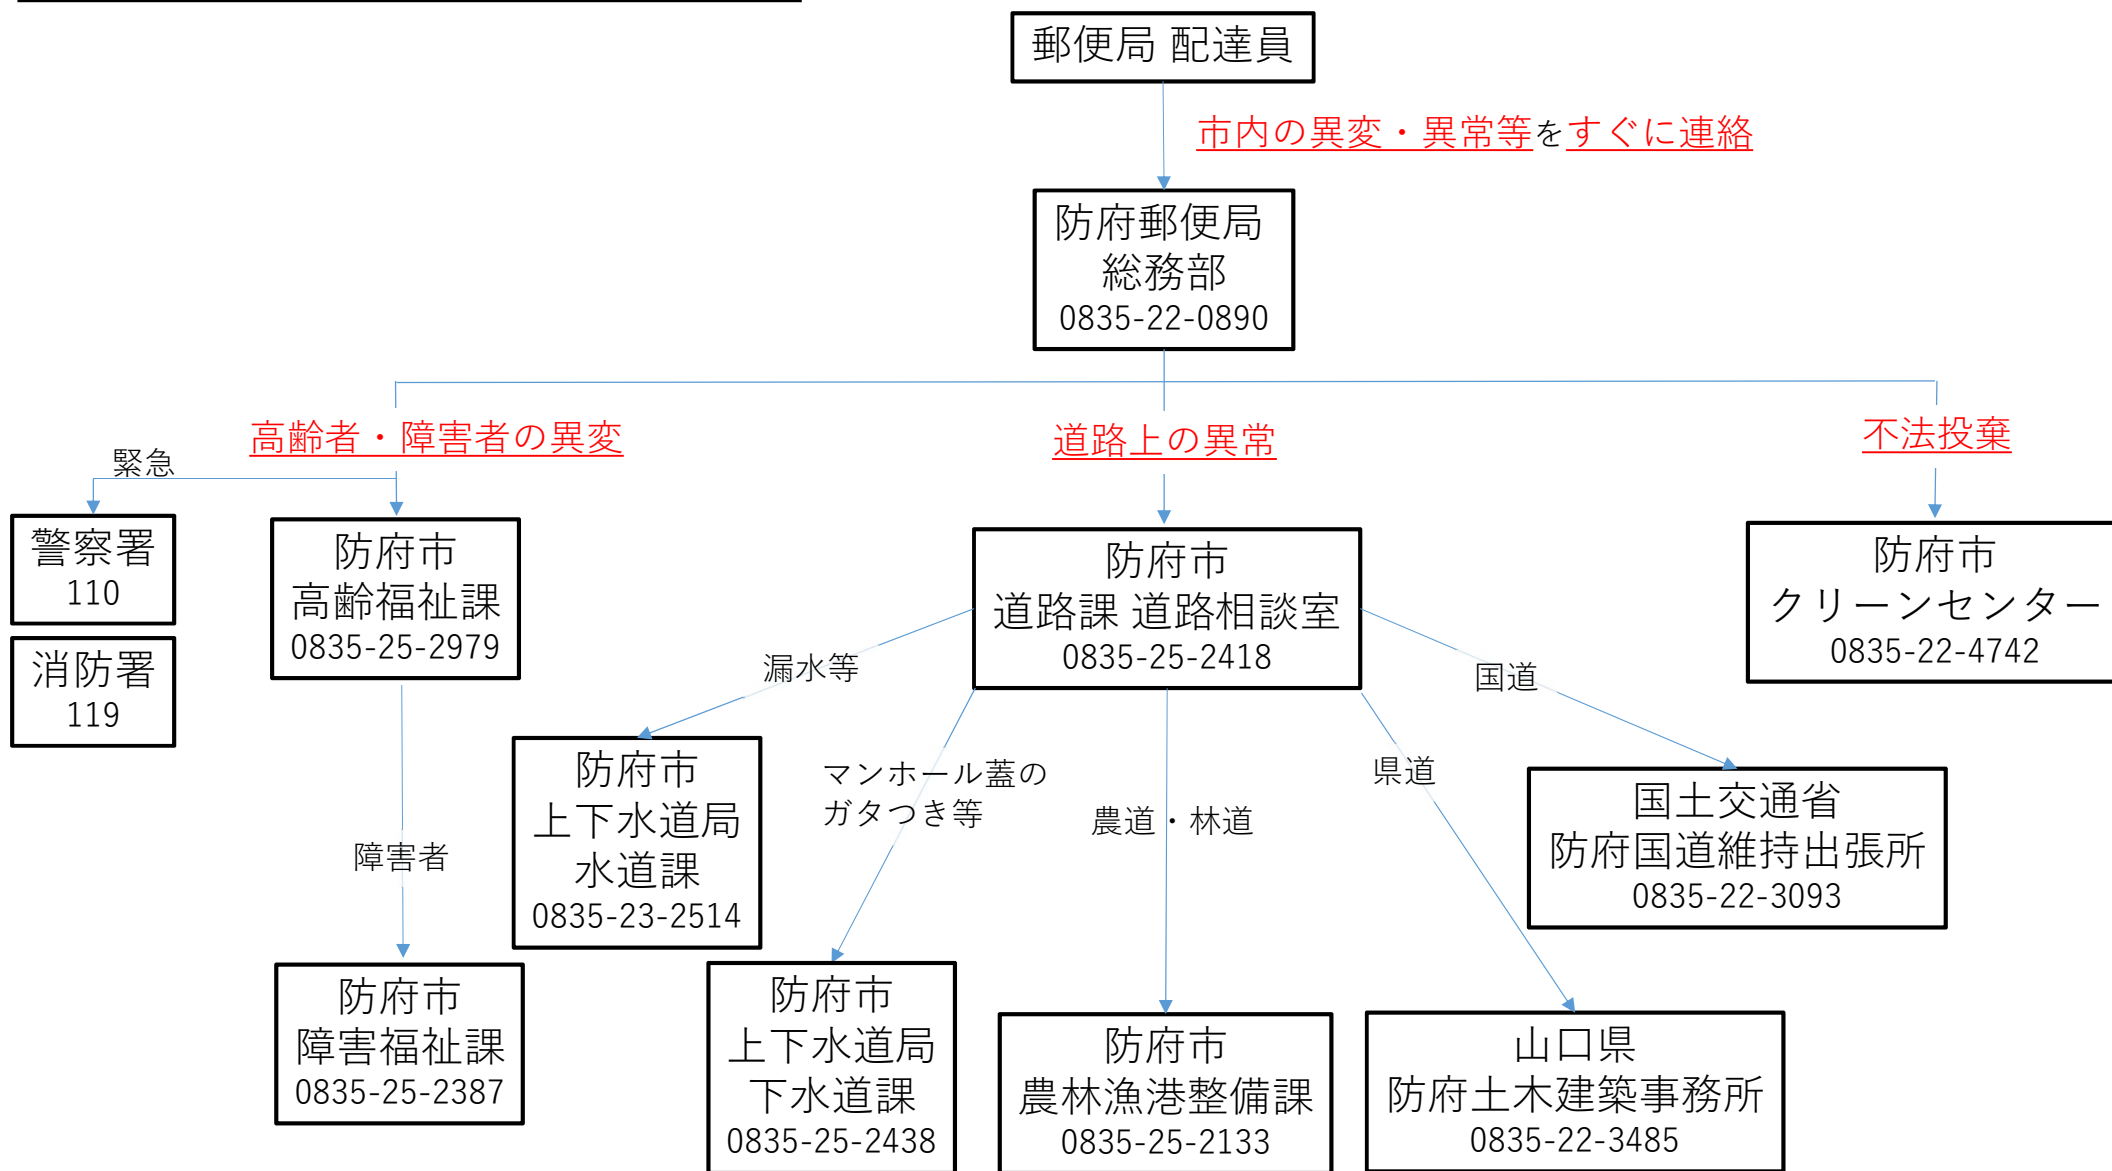 郵便局 配達員
市内の異変・異常等をすぐに連絡
防府郵便局
総務部
0835-22-0890
高齢者・障害者の異変
道路上の異常
不法投棄
緊急
警察署
110
消防署
119
防府市
高齢福祉課
0835-25-2979
防府市
道路課 道路相談室
0835-25-2418
防府市
クリーンセンター
0835-22-4742
漏水等
マンホール蓋の
ガタつき等
農道・林道
県道
国道
障害者
防府市
上下水道局
水道課
0835-23-2514
国土交通省
防府国道維持出張所
0835-22-3093
防府市
障害福祉課
0835-25-2387
防府市
上下水道局
下水道課
0835-25-2438
防府市
農林漁港整備課
0835-25-2133
山口県
防府土木建築事務所
0835-22-3485